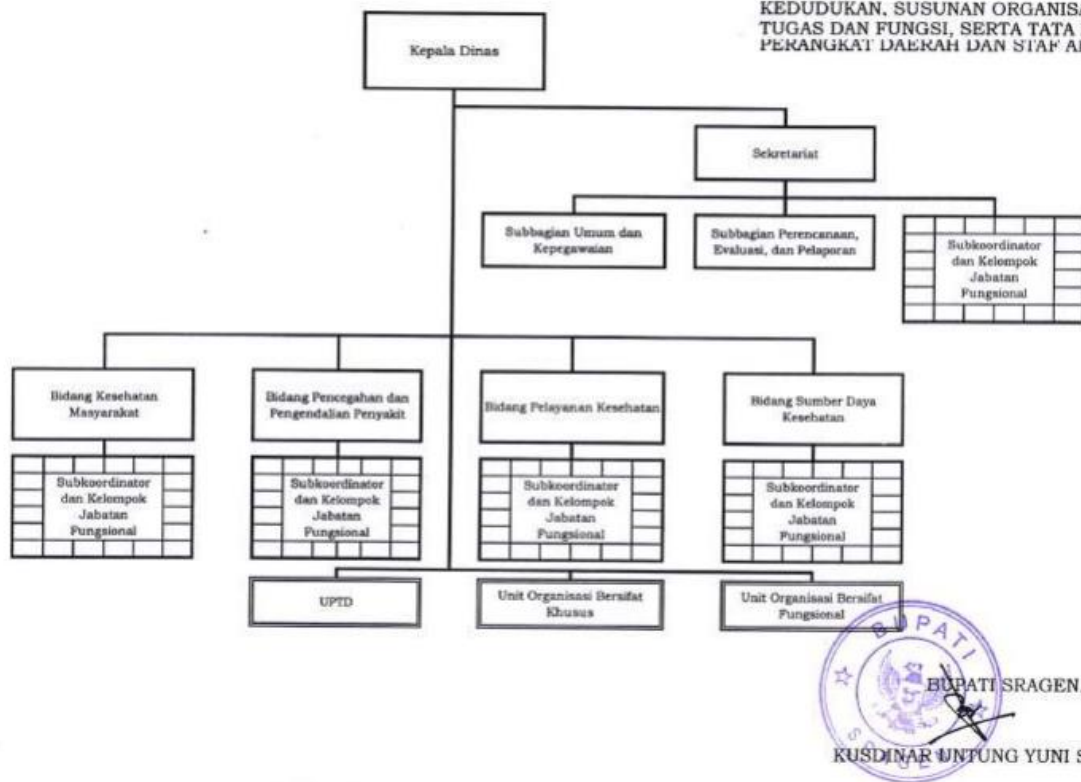 KEDUDUKAN, SUSUNAN ORGANISA
TUGAS DAN FUNGSI, SERTA TATA
PERANGKAT DAERAH DAN STAF
Kepala Dinas
Sekretariat
Subbagian Umum dan
Kepegawaian
Subbagian Perencanaan,
Evaluasi, dan Pelaporan
Subkoordinator
dan Kelompok
Jabatan
Fungsional
Bidang Kesehatan
Masyarakat
Bidang Pencegahan dan
Pengendalian Penyakit
Bidang Pelayanan Kesehatan
Bidang Sumber Daya
Kesehatan
Subkoordinator
dan Kelompok
Jabatan
Fungsional
Subkoordinator
dan Kelompok
Jabatan
Fungsional
Subkoordinator
dan Kelompok
Jabatan
Fungsional
Subkoordinator
dan Kelompok
Jabatan
Fungsional
UPTD
Unit Organisasi Bersifat
Khusus
Unit Organisasi Bersifat
Fungsional
BUPATI
SRAGEN
BUPATI SRAGEN,
KUSDINAR UNTUNG YUNI S